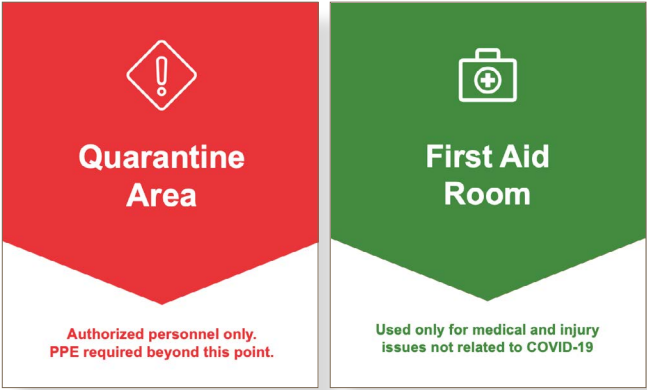 Quarantine
Area
Authorized personnel only.
PPE required beyond this point.
First Aid
Room
Used only for medical and injury
issues not related to COVID-19